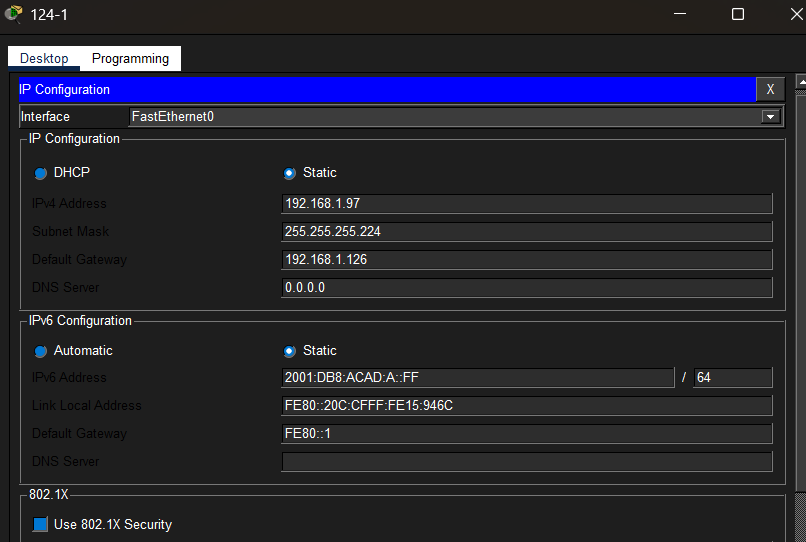 124-1
Desktop Programming
IP Configuration X
Interface FastEthernet0
IP Configuration
DHCP Static
IPv4 Address 192.168.1.97
Subnet Mask 255.255.255.224
Default Gateway 192.168.1.126
DNS Server 0.0.0.0
IPv6 Configuration
Automatic Static
IPv6 Address 2001:DB8:ACAD:A::FF / 64
Link Local Address FE80::20C:CFFF:FE15:946C
Default Gateway FE80::1
DNS Server
802.1X
Use 802.1X Security